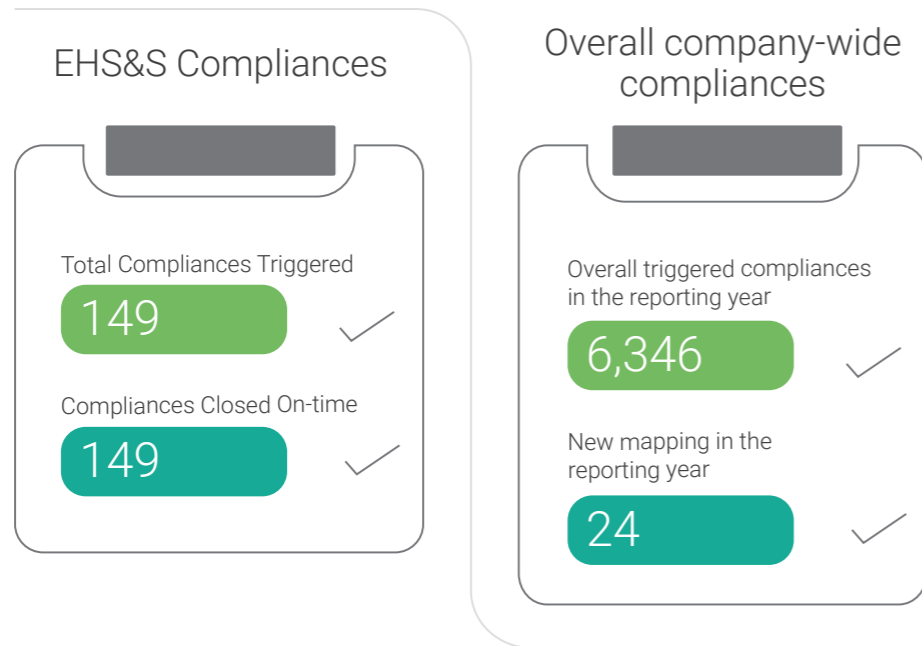 EHS&S Compliances
Total Compliances Triggered
149
Compliances Closed On-time
149
Overall company-wide
compliances
Overall triggered compliances
in the reporting year
6,346
New mapping in the
reporting year
24